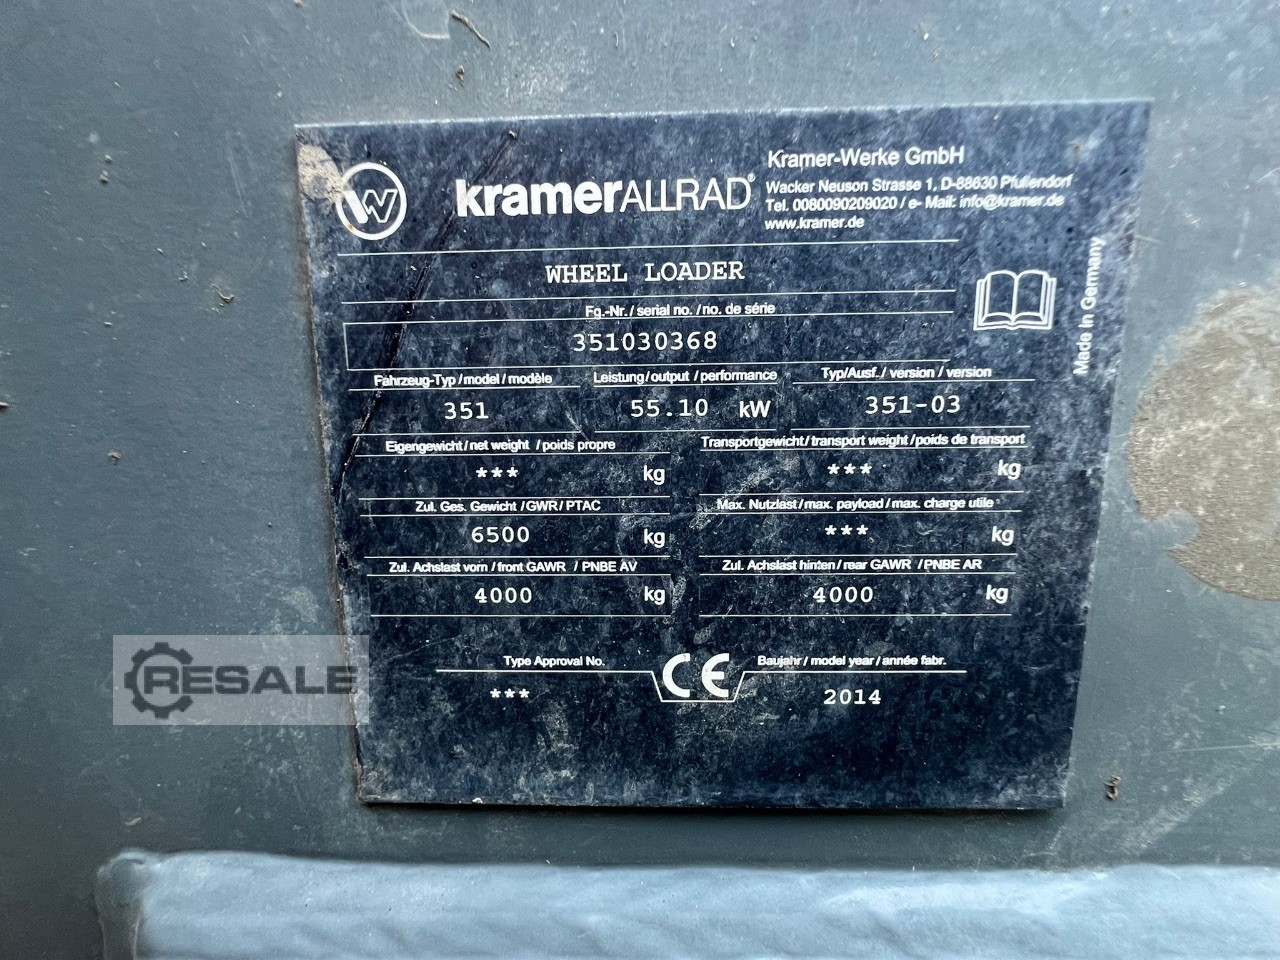 kramerALLRAD®
Kramer-Werke GmbH
Wacker Neuson Strasse 1, D-88630 Pfullendorf
Tel. 0080090209020 / e- Mail: info@kramer.de
www.kramer.de
WHEEL LOADER
Made in Germany
Fg.-Nr./ serial no. / no. de série
351030368
Fahrzeug-Typ / model / modèle Leistung / output / performance Typ/Ausf. / version / version
351 55.10 kW 351-03
Eigengewicht / net weight / poids propre Transportgewicht / transport weight / poids de transport
*** kg *** kg
Zul. Ges. Gewicht / GWR / PTAC Max. Nutzlast / max. payload / max. charge utile
6500 kg *** kg
Zul. Achslast vorn / front GAWR / PNBE AV Zul. Achslast hinten / rear GAWR / PNBE AR
4000 kg 4000 kg
Type Approval No. CE Baujahr / model year / année fabr.
*** 2014
RESALE